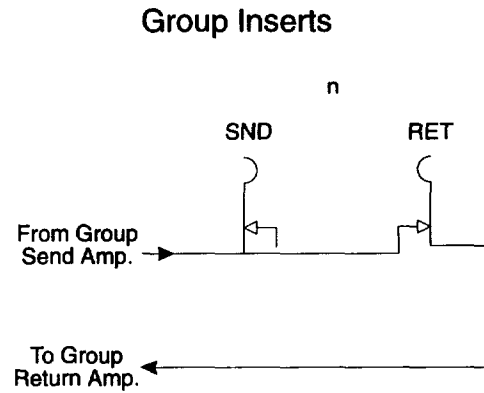 Group Inserts
n
SND RET
From Group
Send Amp.
To Group
Return Amp.